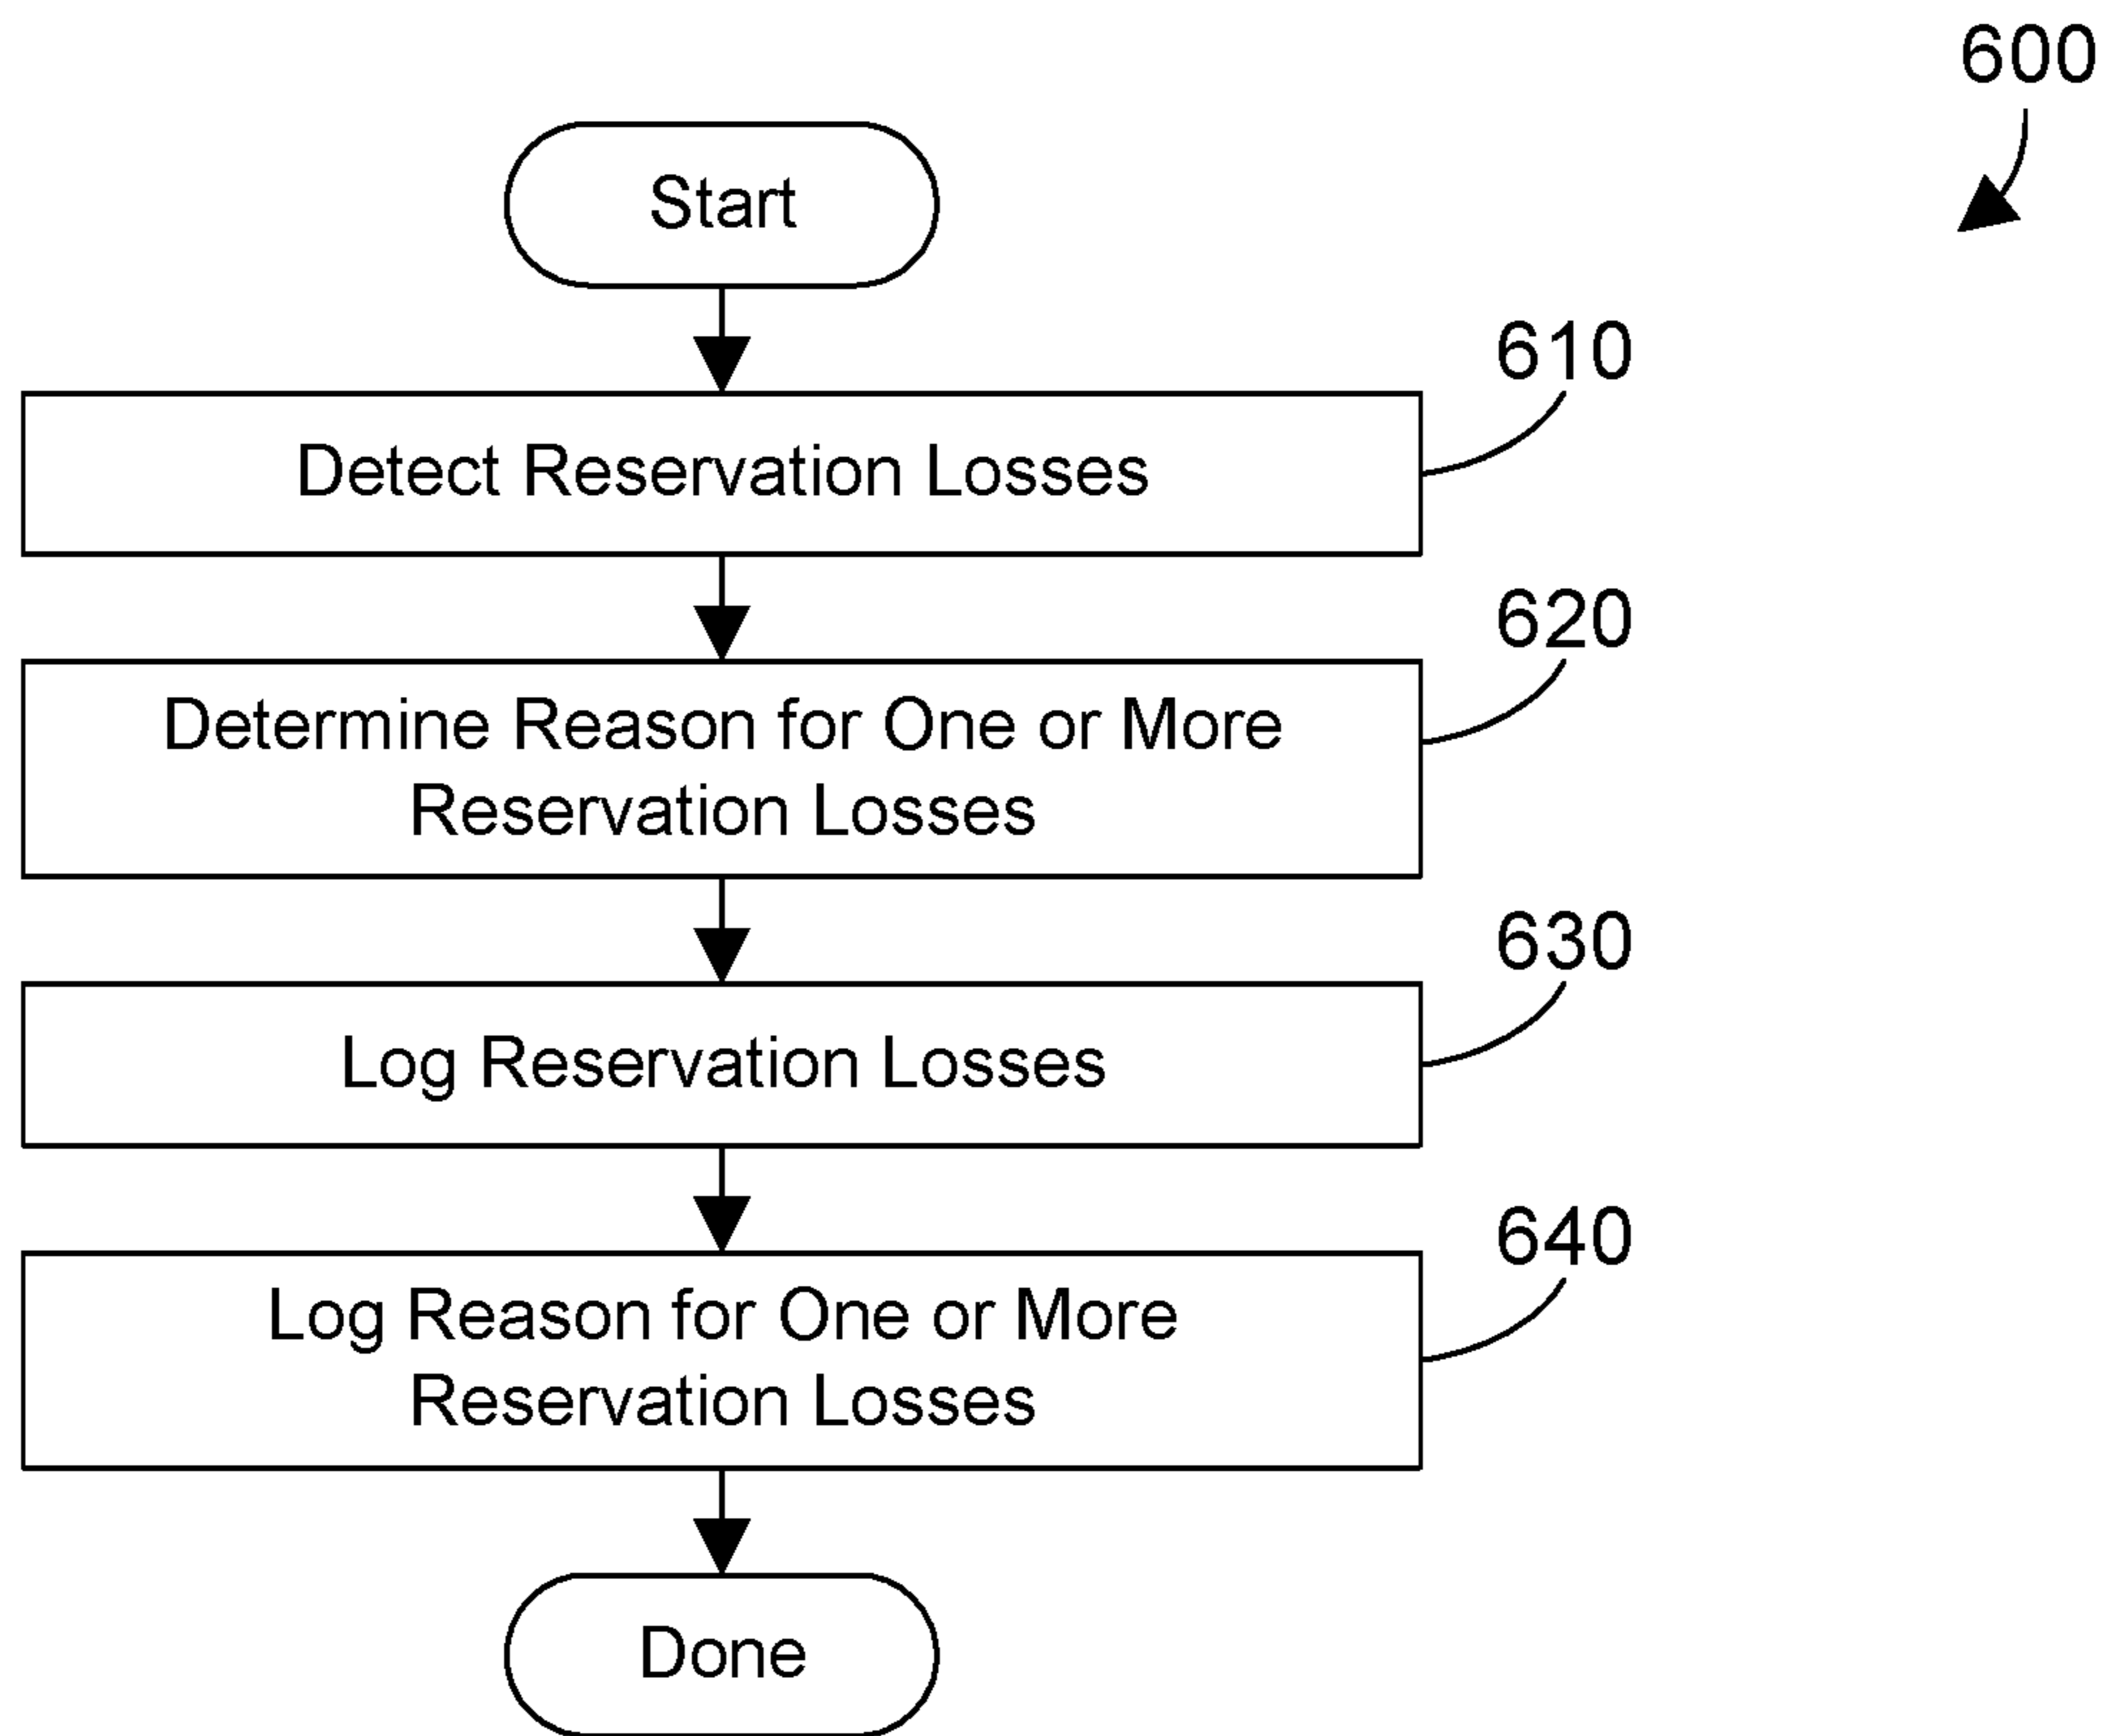 600
Start
610
Detect Reservation Losses
620
Determine Reason for One or More
Reservation Losses
630
Log Reservation Losses
640
Log Reason for One or More
Reservation Losses
Done